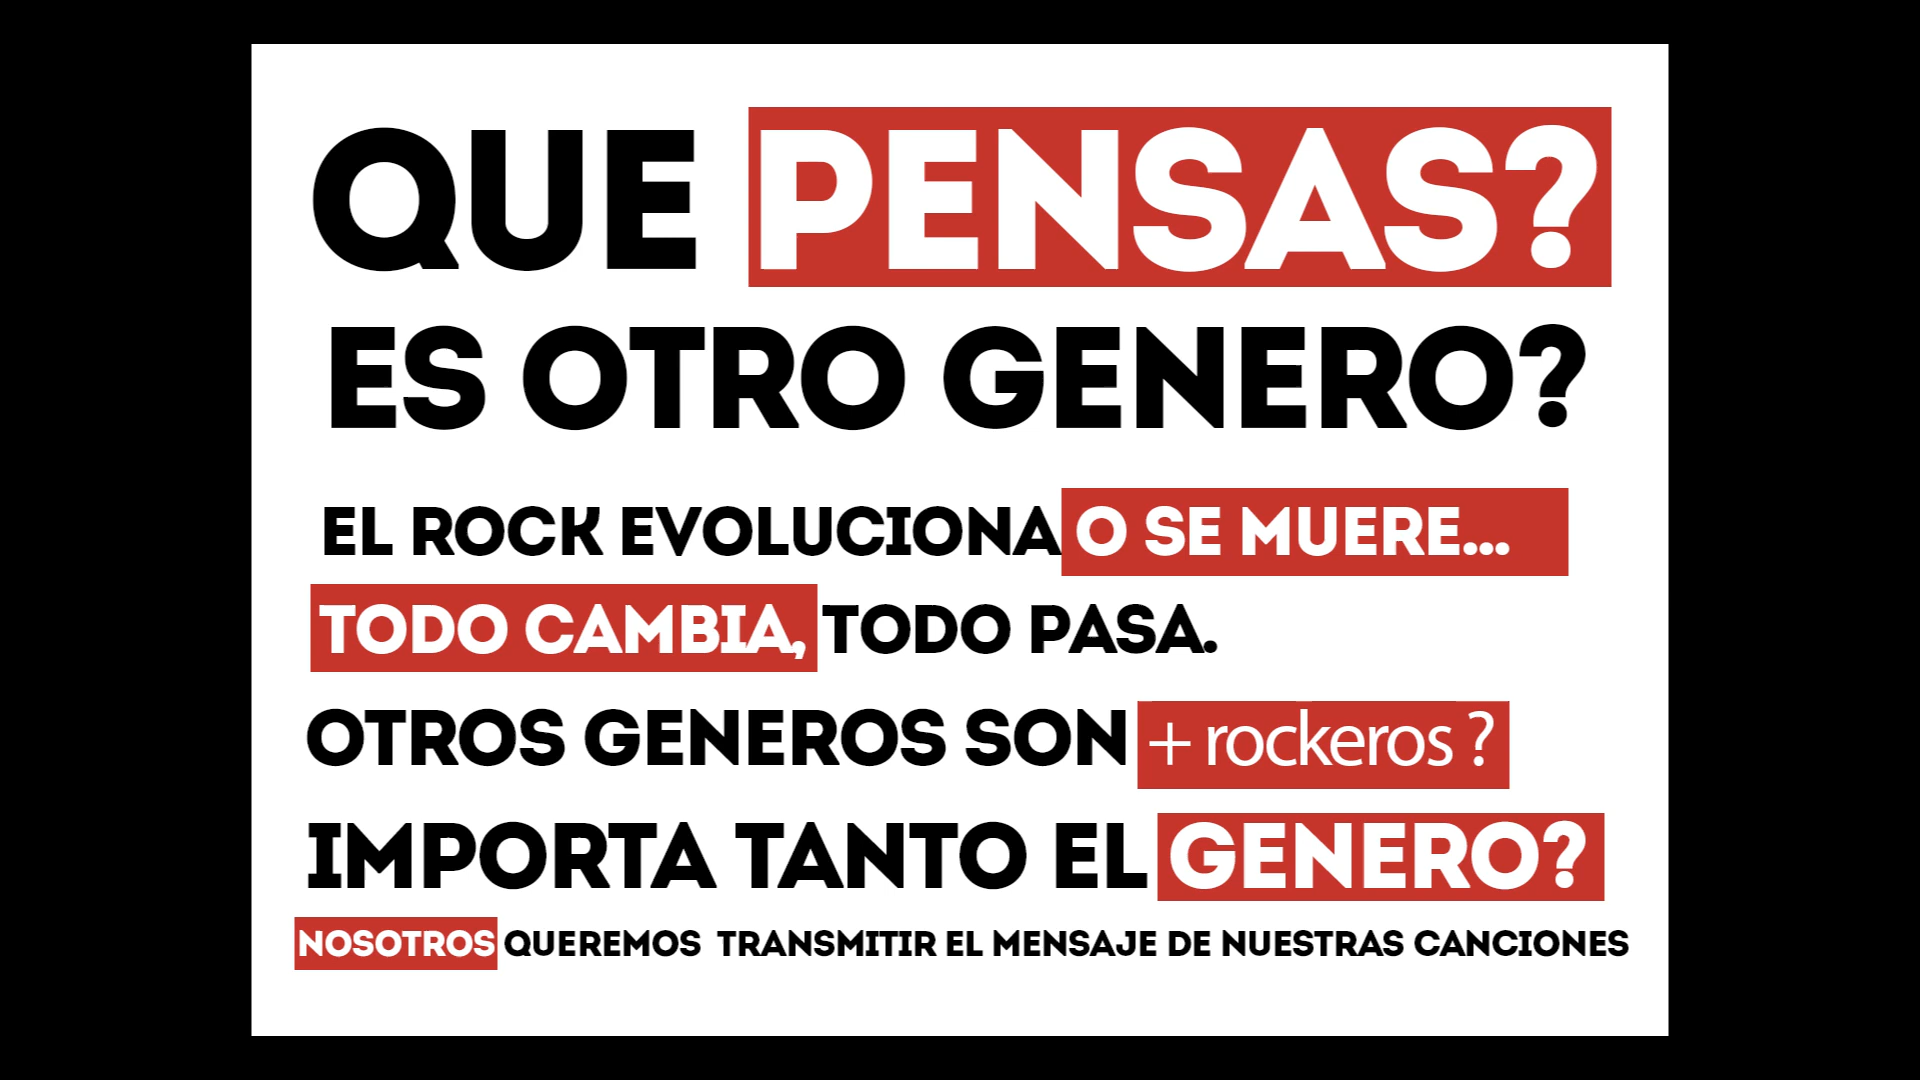 QUE PENSAS?
ES OTRO GENERO?
EL ROCK EVOLUCIONA O SE MUERE...
TODO CAMBIA, TODO PASA.
OTROS GENEROS SON + rockeros ?
IMPORTA TANTO EL GENERO?
NOSOTROS QUEREMOS TRANSMITIR EL MENSAJE DE NUESTRAS CANCIONES